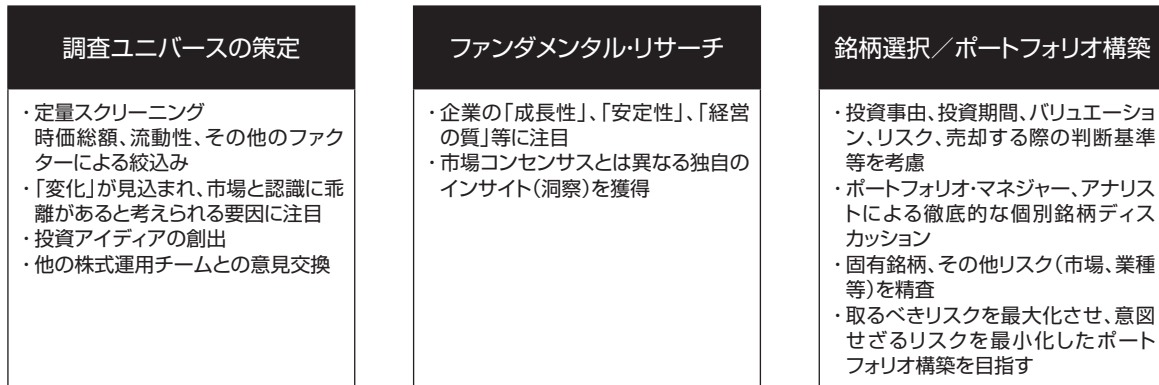 調査ユニバースの策定
・定量スクリーニング
時価総額、流動性、その他のファク
ターによる絞込み
・「変化」が見込まれ、市場と認識に乖
離があると考えられる要因に注目
・投資アイディアの創出
・他の株式運用チームとの意見交換
ファンダメンタル・リサーチ
・企業の「成長性」、「安定性」、「経営
の質」等に注目
・市場コンセンサスとは異なる独自の
インサイト(洞察)を獲得
銘柄選択／ポートフォリオ構築
・投資事由、投資期間、バリュエーショ
ン、リスク、売却する際の判断基準
等を考慮
・ポートフォリオ・マネジャー、アナリス
トによる徹底的な個別銘柄ディス
カッション
・固有銘柄、その他リスク(市場、業種
等)を精査
・取るべきリスクを最大化させ、意図
せざるリスクを最小化したポート
フォリオ構築を目指す